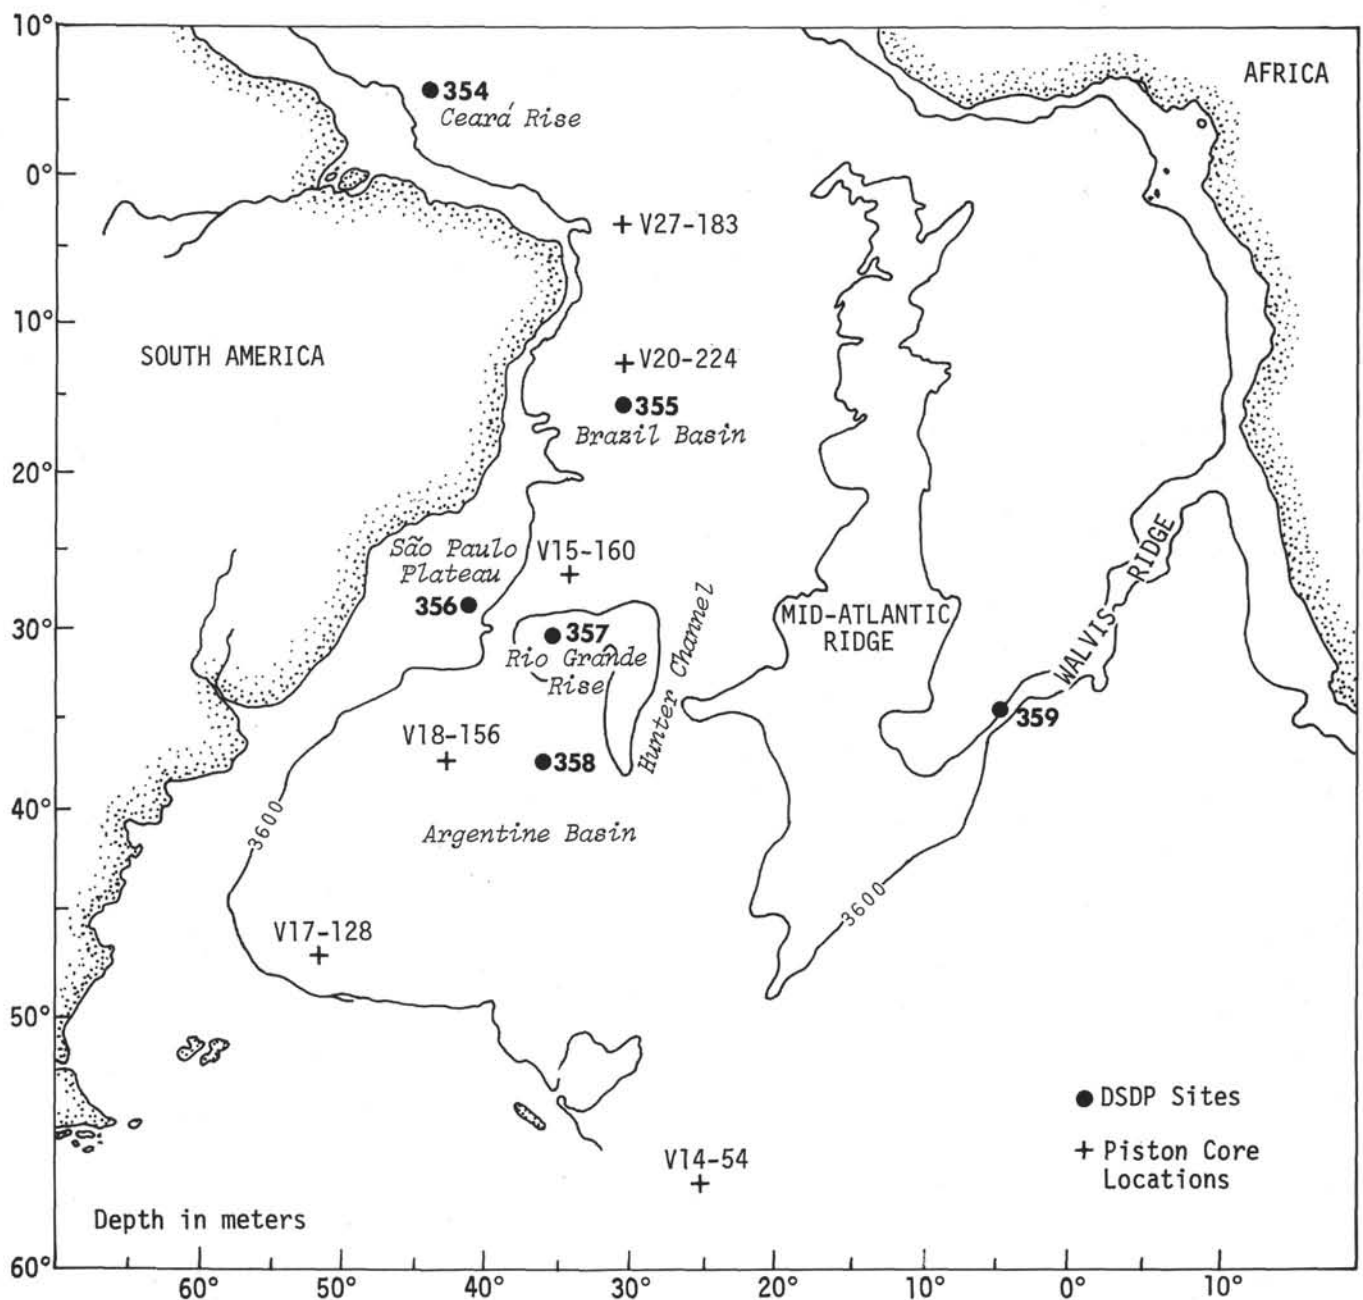 10°
AFRICA
354
Ceará Rise
0°
V27-183
10°
SOUTH AMERICA
V20-224
355
Brazil Basin
20°
São Paulo
Plateau
V15-160
356
30°
357
Rio Grande
Rise
Hunter Channel
MID-ATLANTIC
RIDGE
WALVIS RIDGE
359
V18-156
358
40°
3600
Argentine Basin
3600
V17-128
50°
DSDP Sites
Piston Core
Locations
V14-54
Depth in meters
60°
60° 50° 40° 30° 20° 10° 0° 10°